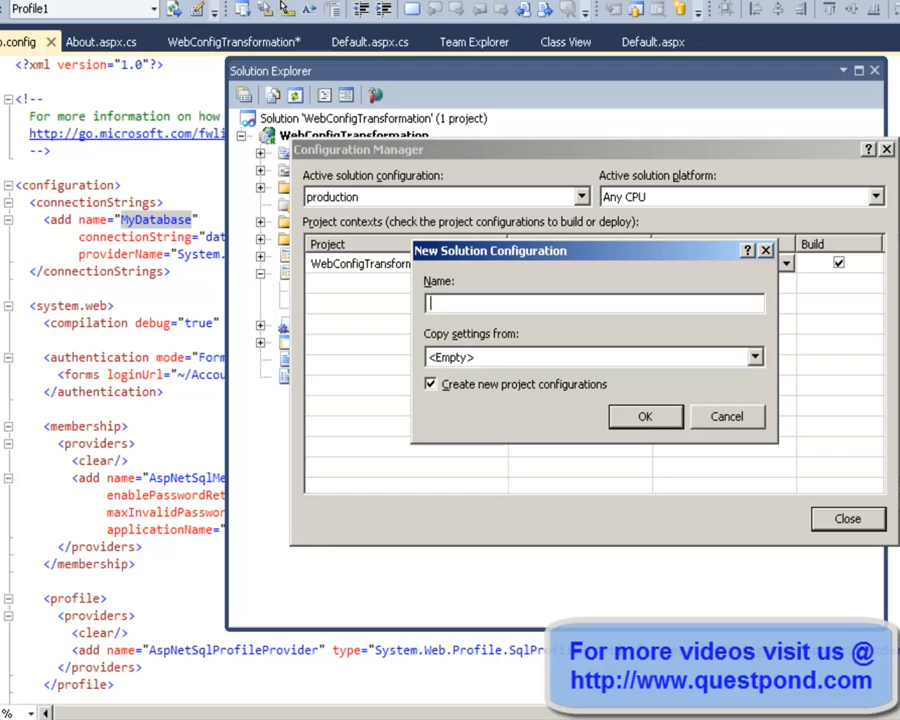 Profile1
o.config
About.aspx.cs
WebConfigTransformation*
Default.aspx.cs
Team Explorer
Class View
Default.aspx
<?xml version="1.0"?>
<!--
For more information on how
http://go.microsoft.com/fwli
-->
<configuration>
<connectionStrings>
<add name="MyDatabase"
connectionString="dat
providerName="System.
</connectionStrings>
<system.web>
<compilation debug="true"
<authentication mode="Form
<forms loginUrl="~/Accou
</authentication>
<membership>
<providers>
<clear/>
<add name="AspNetSqlMe
enablePasswordRet
maxInvalidPasswor
applicationName="
</providers>
</membership>
<profile>
<providers>
<clear/>
<add name="AspNetSqlProfileProvider" type="System.Web.Profile.SqlProf
</providers>
</profile>
%
Solution Explorer
Solution 'WebConfigTransformation' (1 project)
WebConfigTransformation
Configuration Manager
Active solution configuration:
Active solution platform:
production
Any CPU
Project contexts (check the project configurations to build or deploy):
Project
Build
WebConfigTransforn
New Solution Configuration
Name:
Copy settings from:
<Empty>
Create new project configurations
OK
Cancel
Close
For more videos visit us @
http://www.questpond.com